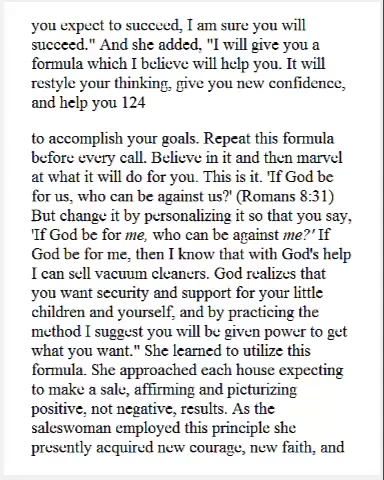 you expect to succeed, I am sure you will
succeed." And she added, "I will give you a
formula which I believe will help you. It will
restyle your thinking, give you new confidence,
and help you 124
to accomplish your goals. Repeat this formula
before every call. Believe in it and then marvel
at what it will do for you. This is it. 'If God be
for us, who can be against us?' (Romans 8:31)
But change it by personalizing it so that you say,
'If God be for me, who can be against me?' If
God be for me, then I know that with God's help
I can sell vacuum cleaners. God realizes that
you want security and support for your little
children and yourself, and by practicing the
method I suggest you will be given power to get
what you want." She learned to utilize this
formula. She approached each house expecting
to make a sale, affirming and picturizing
positive, not negative, results. As the
saleswoman employed this principle she
presently acquired new courage, new faith, and